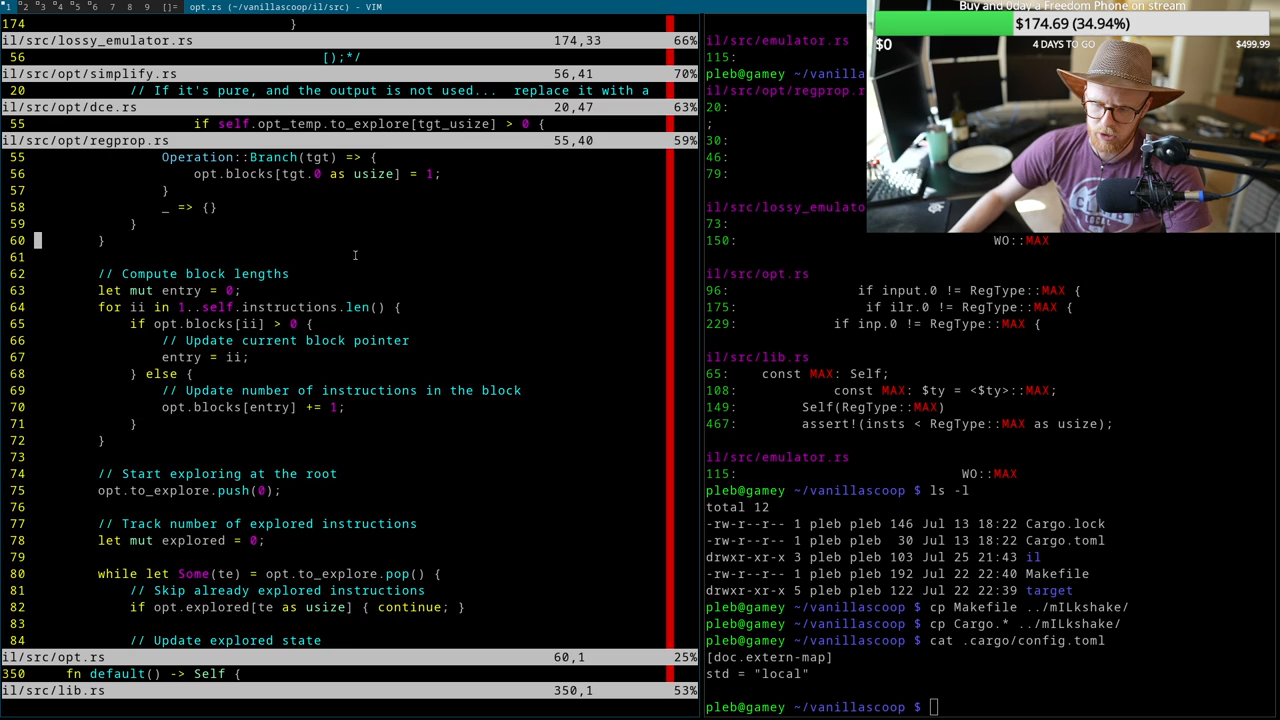 1 2 3 4 5 6 7 8 9 []= opt.rs (~/vanillascoop/il/src) - VIM
174 }
il/src/lossy_emulator.rs 174,33 66%
56 [);*/
il/src/opt/simplify.rs 56,41 70%
20 // If it's pure, and the output is not used... replace it with a
il/src/opt/dce.rs 20,47 63%
55 if self.opt_temp.to_explore[tgt_usize] > 0 {
il/src/opt/regprop.rs 55,40 59%
55 Operation::Branch(tgt) => {
56 opt.blocks[tgt.0 as usize] = 1;
57 }
58 _ => {}
59 }
60 }
61
62 // Compute block lengths
63 let mut entry = 0;
64 for ii in 1..self.instructions.len() {
65 if opt.blocks[ii] > 0 {
66 // Update current block pointer
67 entry = ii;
68 } else {
69 // Update number of instructions in the block
70 opt.blocks[entry] += 1;
71 }
72 }
73
74 // Start exploring at the root
75 opt.to_explore.push(0);
76
77 // Track number of explored instructions
78 let mut explored = 0;
79
80 while let Some(te) = opt.to_explore.pop() {
81 // Skip already explored instructions
82 if opt.explored[te as usize] { continue; }
83
84 // Update explored state
il/src/opt.rs 60,1 25%
350 fn default() -> Self {
il/src/lib.rs 350,1 53%
il/src/emulator.rs
115:
pleb@gamey ~/vanilla
il/src/opt/regprop.r
20:
;
30:
46:
79:
il/src/lossy_emulato
73:
150: WO::MAX
il/src/opt.rs
96: if input.0 != RegType::MAX {
175: if ilr.0 != RegType::MAX {
229: if inp.0 != RegType::MAX {
il/src/lib.rs
65: const MAX: Self;
108: const MAX: $ty = <$ty>::MAX;
149: Self(RegType::MAX)
467: assert!(insts < RegType::MAX as usize);
il/src/emulator.rs
115: WO::MAX
pleb@gamey ~/vanillascoop $ ls -l
total 12
-rw-r--r-- 1 pleb pleb 146 Jul 13 18:22 Cargo.lock
-rw-r--r-- 1 pleb pleb 30 Jul 13 18:22 Cargo.toml
drwxr-xr-x 3 pleb pleb 103 Jul 25 21:43 il
-rw-r--r-- 1 pleb pleb 192 Jul 22 22:40 Makefile
drwxr-xr-x 5 pleb pleb 122 Jul 22 22:39 target
pleb@gamey ~/vanillascoop $ cp Makefile ../mILkshake/
pleb@gamey ~/vanillascoop $ cp Cargo.* ../mILkshake/
pleb@gamey ~/vanillascoop $ cat .cargo/config.toml
[doc.extern-map]
std = "local"
pleb@gamey ~/vanillascoop $
Buy and 0day a Freedom Phone on stream
$174.69 (34.94%)
$0 4 DAYS TO GO $499.99